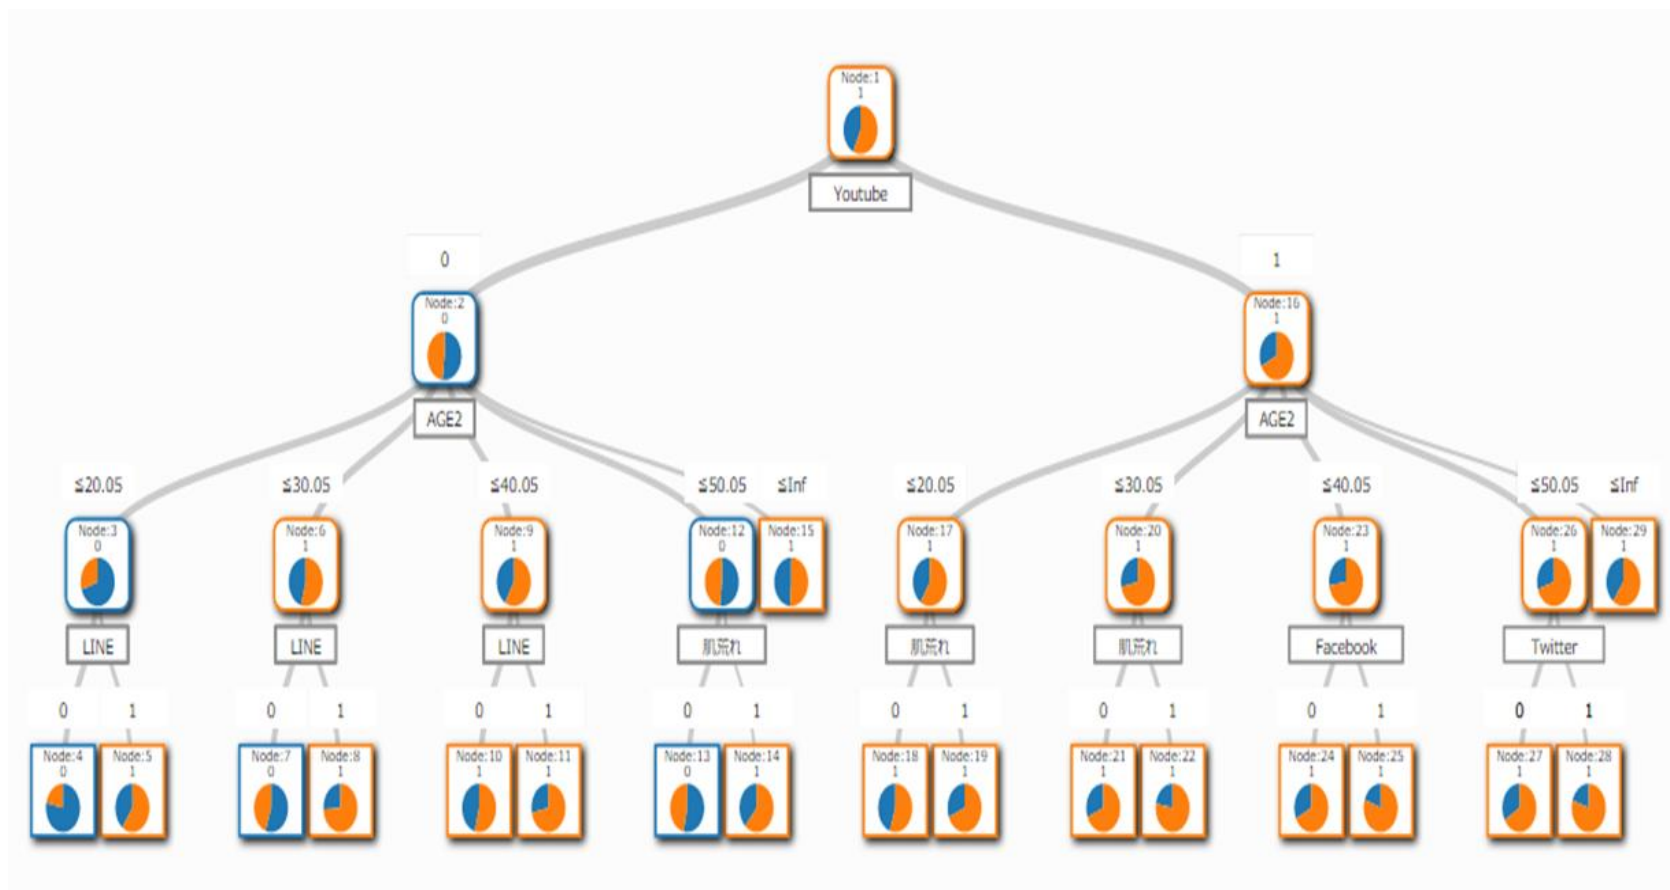 Node:1
1
Youtube
0
1
Node:2
0
Node:16
1
AGE2
AGE2
≦20.05
≦30.05
≦40.05
≦50.05
≦Inf
≦20.05
≦30.05
≦40.05
≦50.05
≦Inf
Node:3
0
Node:6
1
Node:9
1
Node:12
0
Node:15
1
Node:17
1
Node:20
1
Node:23
1
Node:26
1
Node:29
1
LINE
LINE
LINE
肌荒れ
肌荒れ
肌荒れ
Facebook
Twitter
0
1
0
1
0
1
0
1
0
1
0
1
0
1
0
1
Node:4
0
Node:5
1
Node:7
0
Node:8
1
Node:10
1
Node:11
1
Node:13
0
Node:14
1
Node:18
1
Node:19
1
Node:21
1
Node:22
1
Node:24
1
Node:25
1
Node:27
1
Node:28
1